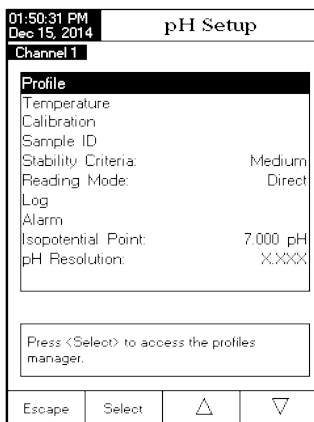 01:50:31 PM
Dec 15, 2014
pH Setup
Channel 1
Profile
Temperature
Calibration
Sample ID
Stability Criteria: Medium
Reading Mode: Direct
Log
Alarm
Isopotential Point: 7.000 pH
pH Resolution: X.XXX
Press <Select> to access the profiles
manager.
Escape Select △ ▽